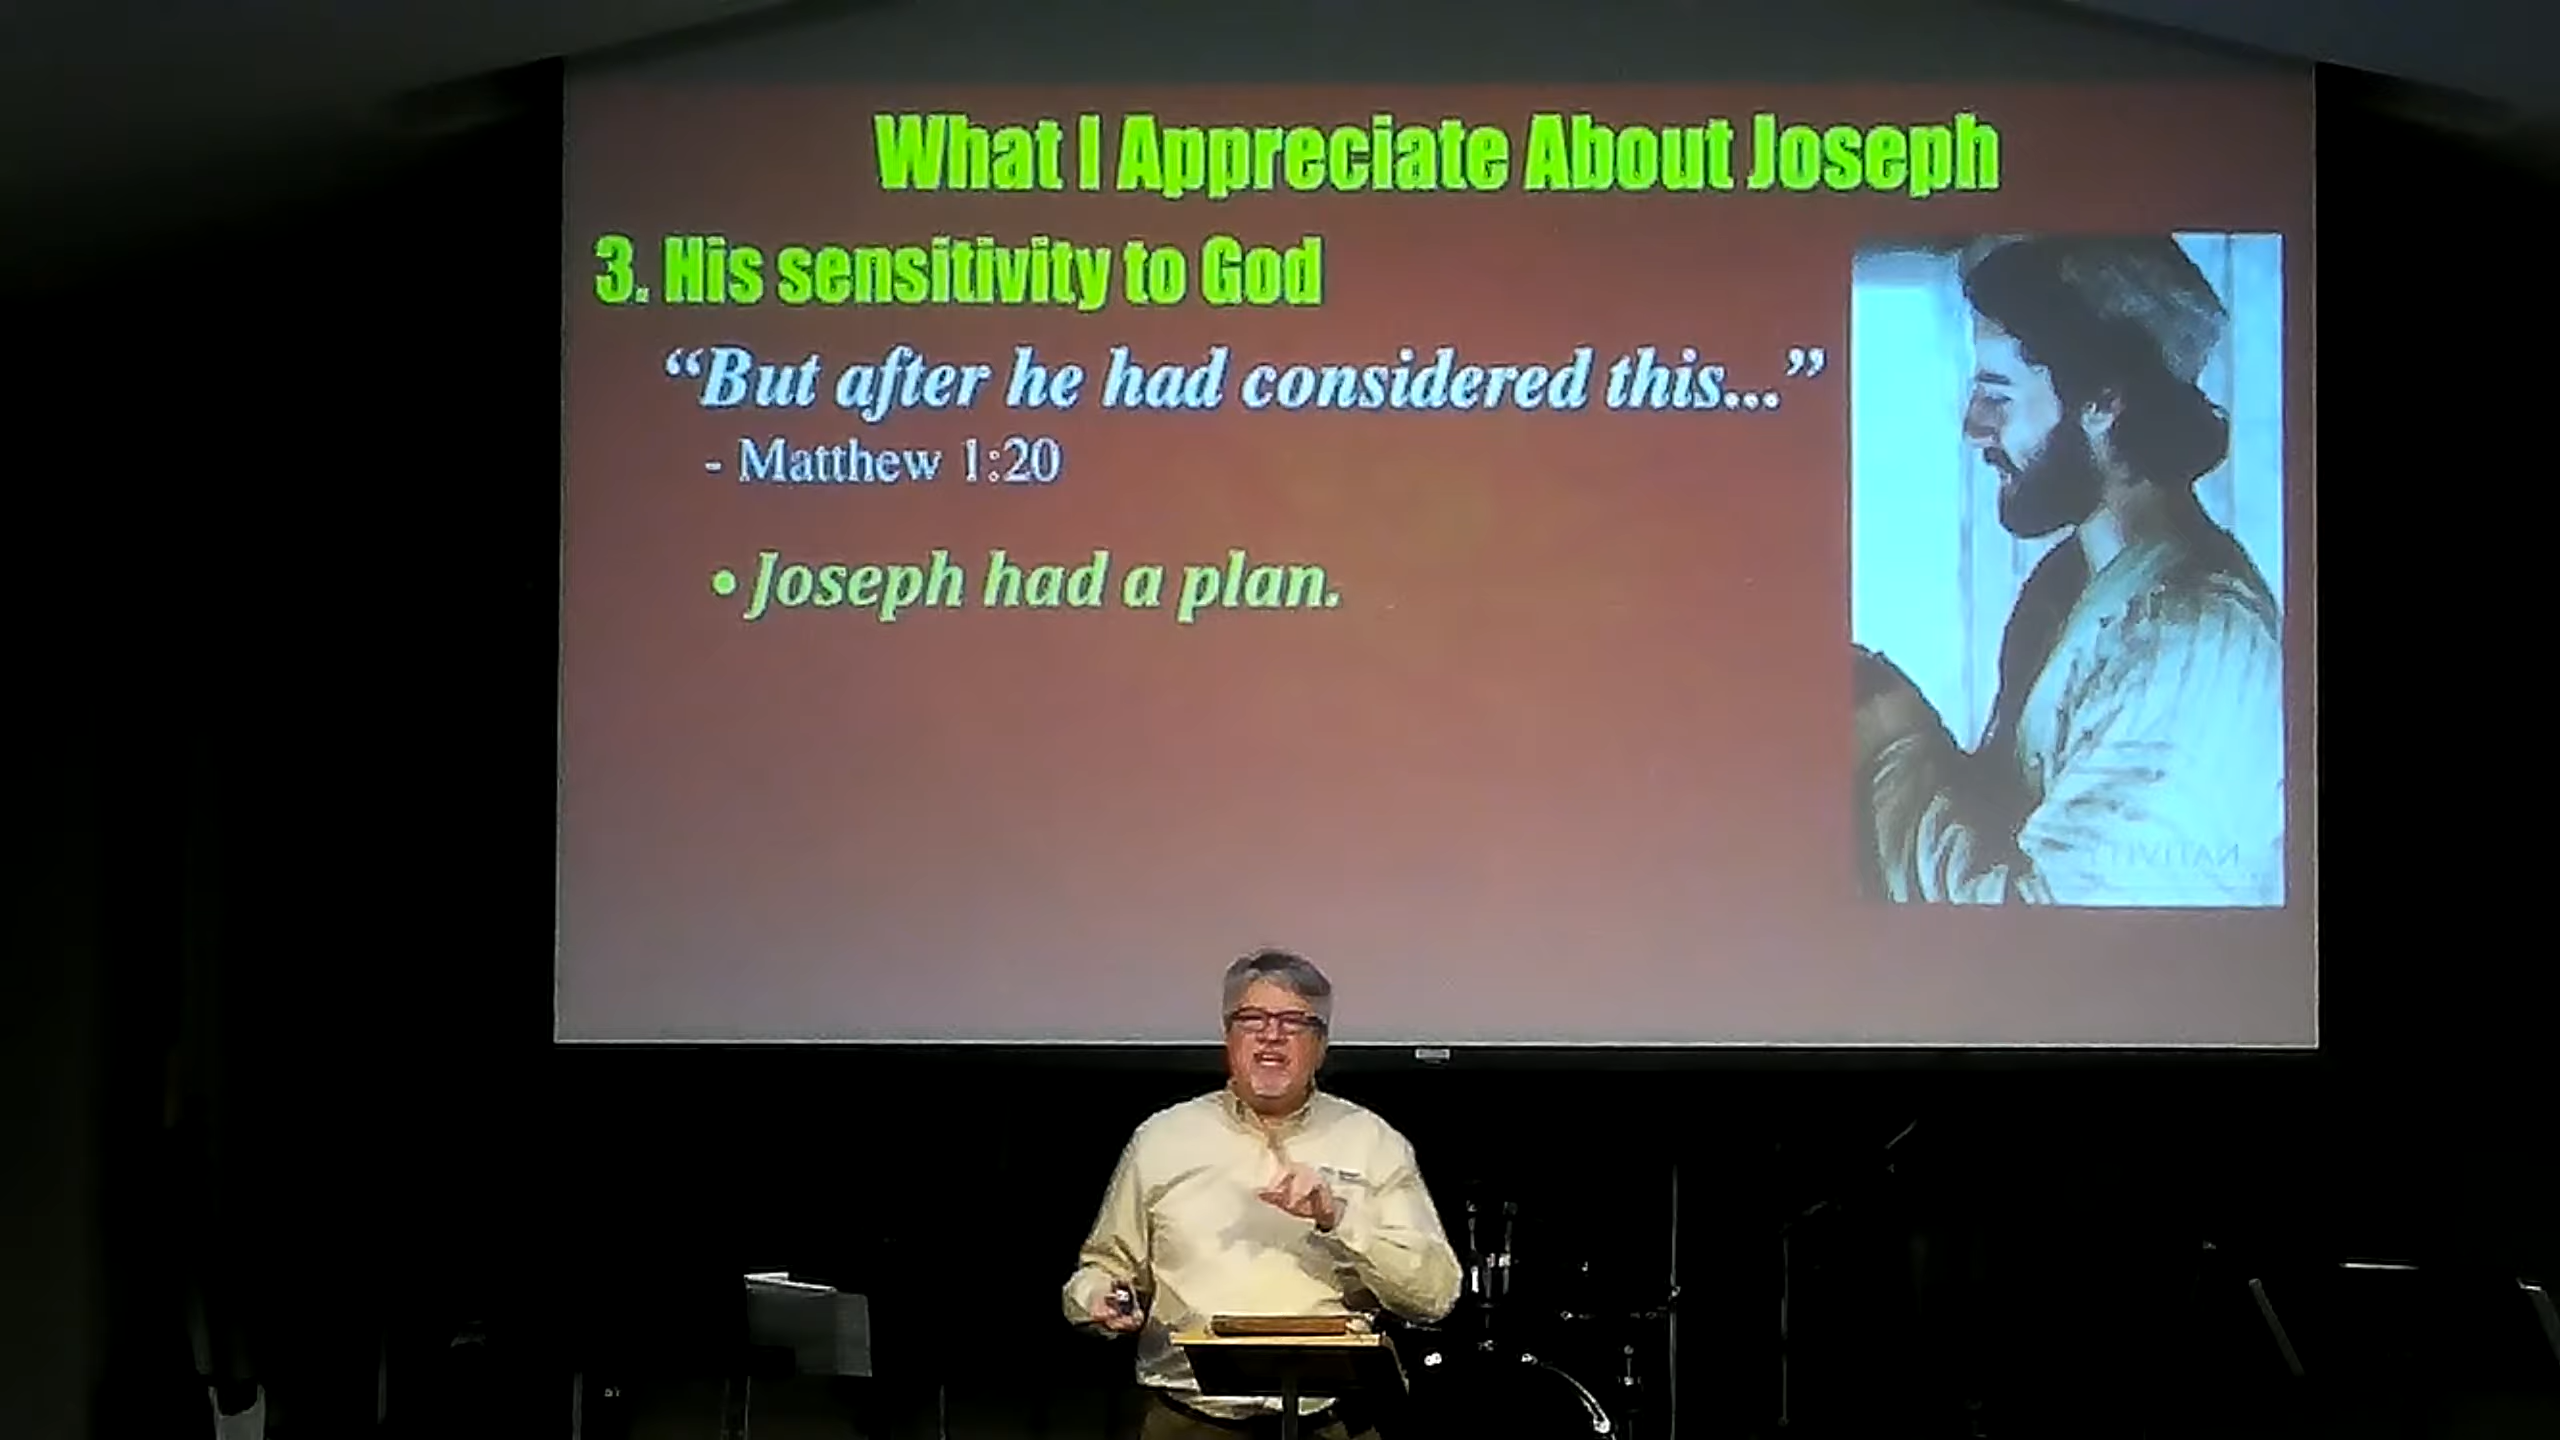 What I Appreciate About Joseph
3. His sensitivity to God
“But after he had considered this...”
- Matthew 1:20
• Joseph had a plan.